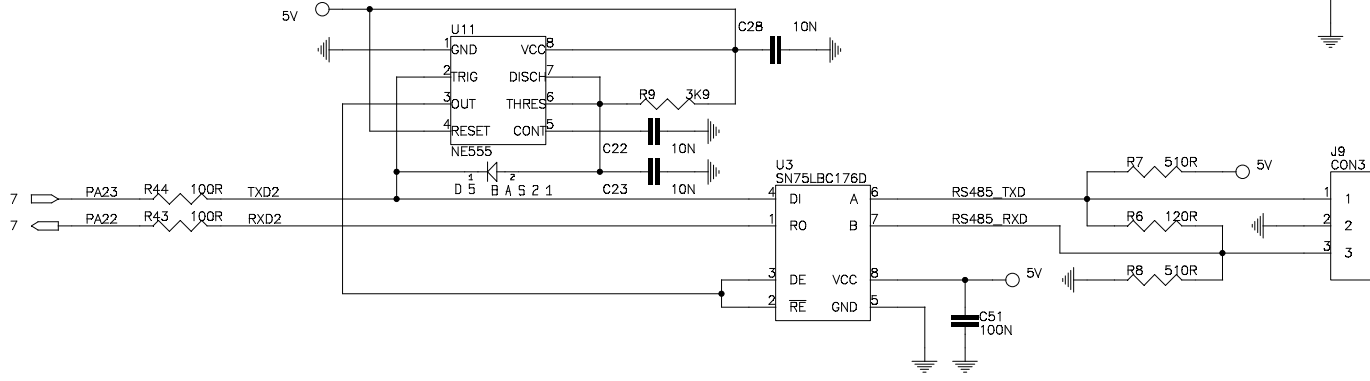 5V
U11
C28 10N
1 GND VCC 8
2 TRIG DISCH 7
3 OUT THRES 6
4 RESET CONT 5
NE555
R9 3K9
C22 10N
C23 10N
1 2
D5 BAS21
7 PA23 R44 100R TXD2
7 PA22 R43 100R RXD2
U3
SN75LBC176D
4 DI A 6
1 RO B 7
3 DE VCC 8
2 RE GND 5
RS485_TXD
RS485_RXD
R7 510R 5V
R6 120R
R8 510R
5V
C51
100N
J9
CON3
1 1
2 2
3 3